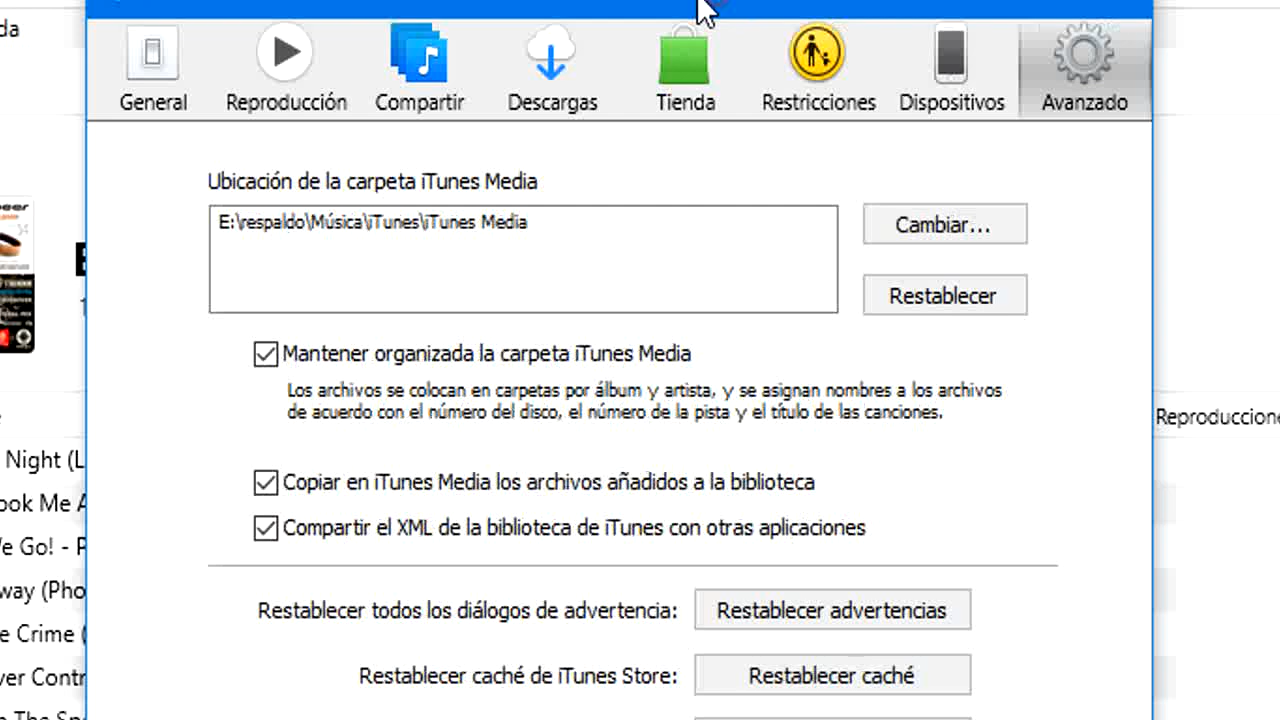 da
General
Reproducción
Compartir
Descargas
Tienda
Restricciones
Dispositivos
Avanzado
Ubicación de la carpeta iTunes Media
E:\respaldo\Música\iTunes\iTunes Media
Cambiar...
Restablecer
Mantener organizada la carpeta iTunes Media
Los archivos se colocan en carpetas por álbum y artista, y se asignan nombres a los archivos
de acuerdo con el número del disco, el número de la pista y el título de las canciones.
Reproduccione
Night (L
Copiar en iTunes Media los archivos añadidos a la biblioteca
ook Me A
Compartir el XML de la biblioteca de iTunes con otras aplicaciones
e Go! - P
way (Pho
Restablecer todos los diálogos de advertencia:
Restablecer advertencias
e Crime (
ver Contr
Restablecer caché de iTunes Store:
Restablecer caché
The Sp